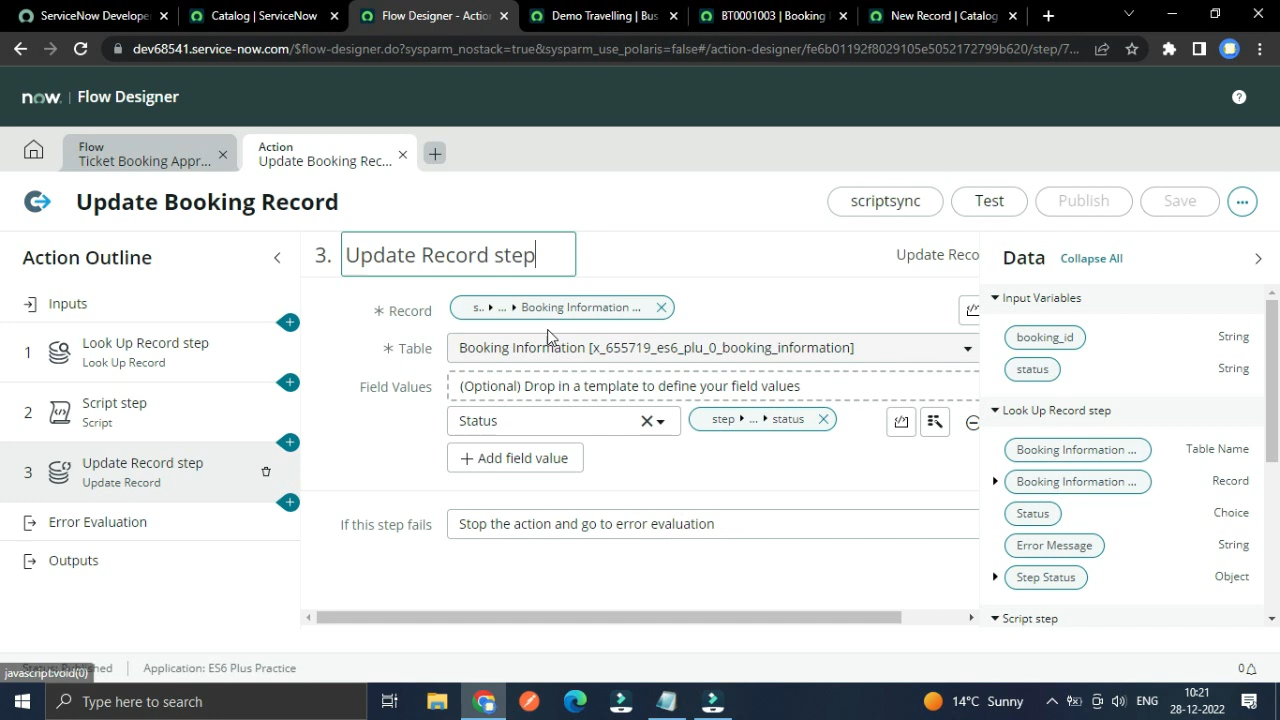 ServiceNow Develope
Catalog | ServiceNow
Flow Designer - Actio
Demo Travelling | Bus
BT0001003 | Booking
New Record | Catalog
dev68541.service-now.com/$flow-designer.do?sysparm_nostack=true&sysparm_use_polaris=false#/action-designer/fe6b01192f8029105e5052172799b620/step/7...
now. | Flow Designer
Flow
Ticket Booking Appr...
Action
Update Booking Rec...
Update Booking Record
scriptsync
Test
Publish
Save
Action Outline
Inputs
1 Look Up Record step
Look Up Record
2 Script step
Script
3 Update Record step
Update Record
Error Evaluation
Outputs
3. Update Record step
Update Reco
* Record
s.. ... Booking Information ...
* Table
Booking Information [x_655719_es6_plu_0_booking_information]
Field Values
(Optional) Drop in a template to define your field values
Status
step ... status
+ Add field value
If this step fails
Stop the action and go to error evaluation
Data Collapse All
Input Variables
booking_id String
status String
Look Up Record step
Booking Information ... Table Name
Booking Information ... Record
Status Choice
Error Message String
Step Status Object
Script step
javascript:void(0)
Application: ES6 Plus Practice
0
Type here to search
14°C Sunny
ENG
10:21
28-12-2022